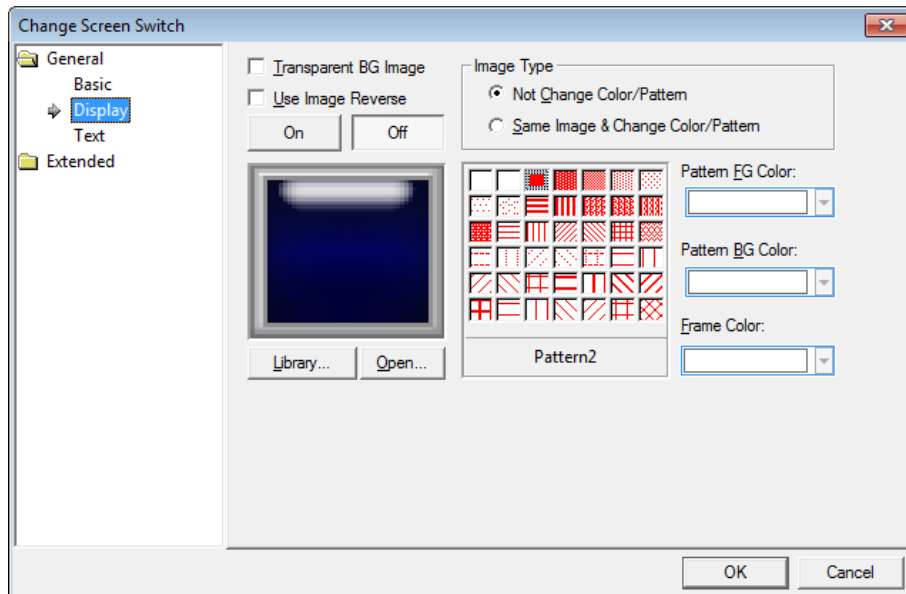 Change Screen Switch
General
Basic
Display
Text
Extended
Transparent BG Image
Use Image Reverse
On
Off
Library...
Open...
Image Type
Not Change Color/Pattern
Same Image & Change Color/Pattern
Pattern2
Pattern FG Color:
Pattern BG Color:
Frame Color:
OK
Cancel